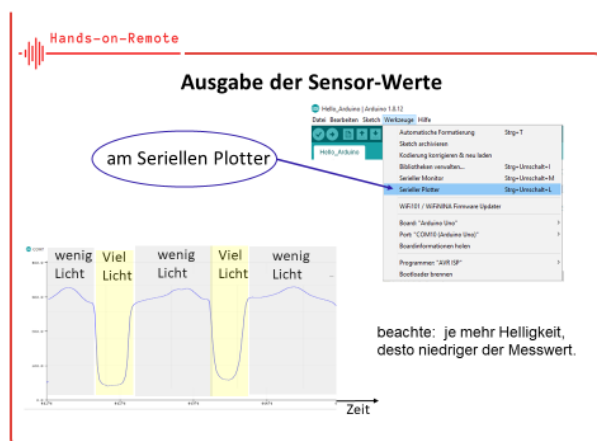 Hands-on-Remote
Ausgabe der Sensor-Werte
Hello_Arduino | Arduino 1.8.12
Datei Bearbeiten Sketch Werkzeuge Hilfe
Hello_Arduino
Automatische Formatierung Strg+T
Sketch archivieren
Kodierung korrigieren & neu laden
Bibliotheken verwalten... Strg+Umschalt+I
Serieller Monitor Strg+Umschalt+M
Serieller Plotter Strg+Umschalt+L
WiFi101 / WiFiNINA Firmware Updater
Board: "Arduino Uno"
Port: "COM10 (Arduino Uno)"
Boardinformationen holen
Programmer: "AVR ISP"
Bootloader brennen
am Seriellen Plotter
wenig Licht
Viel Licht
wenig Licht
Viel Licht
wenig Licht
Zeit
beachte: je mehr Helligkeit,
desto niedriger der Messwert.